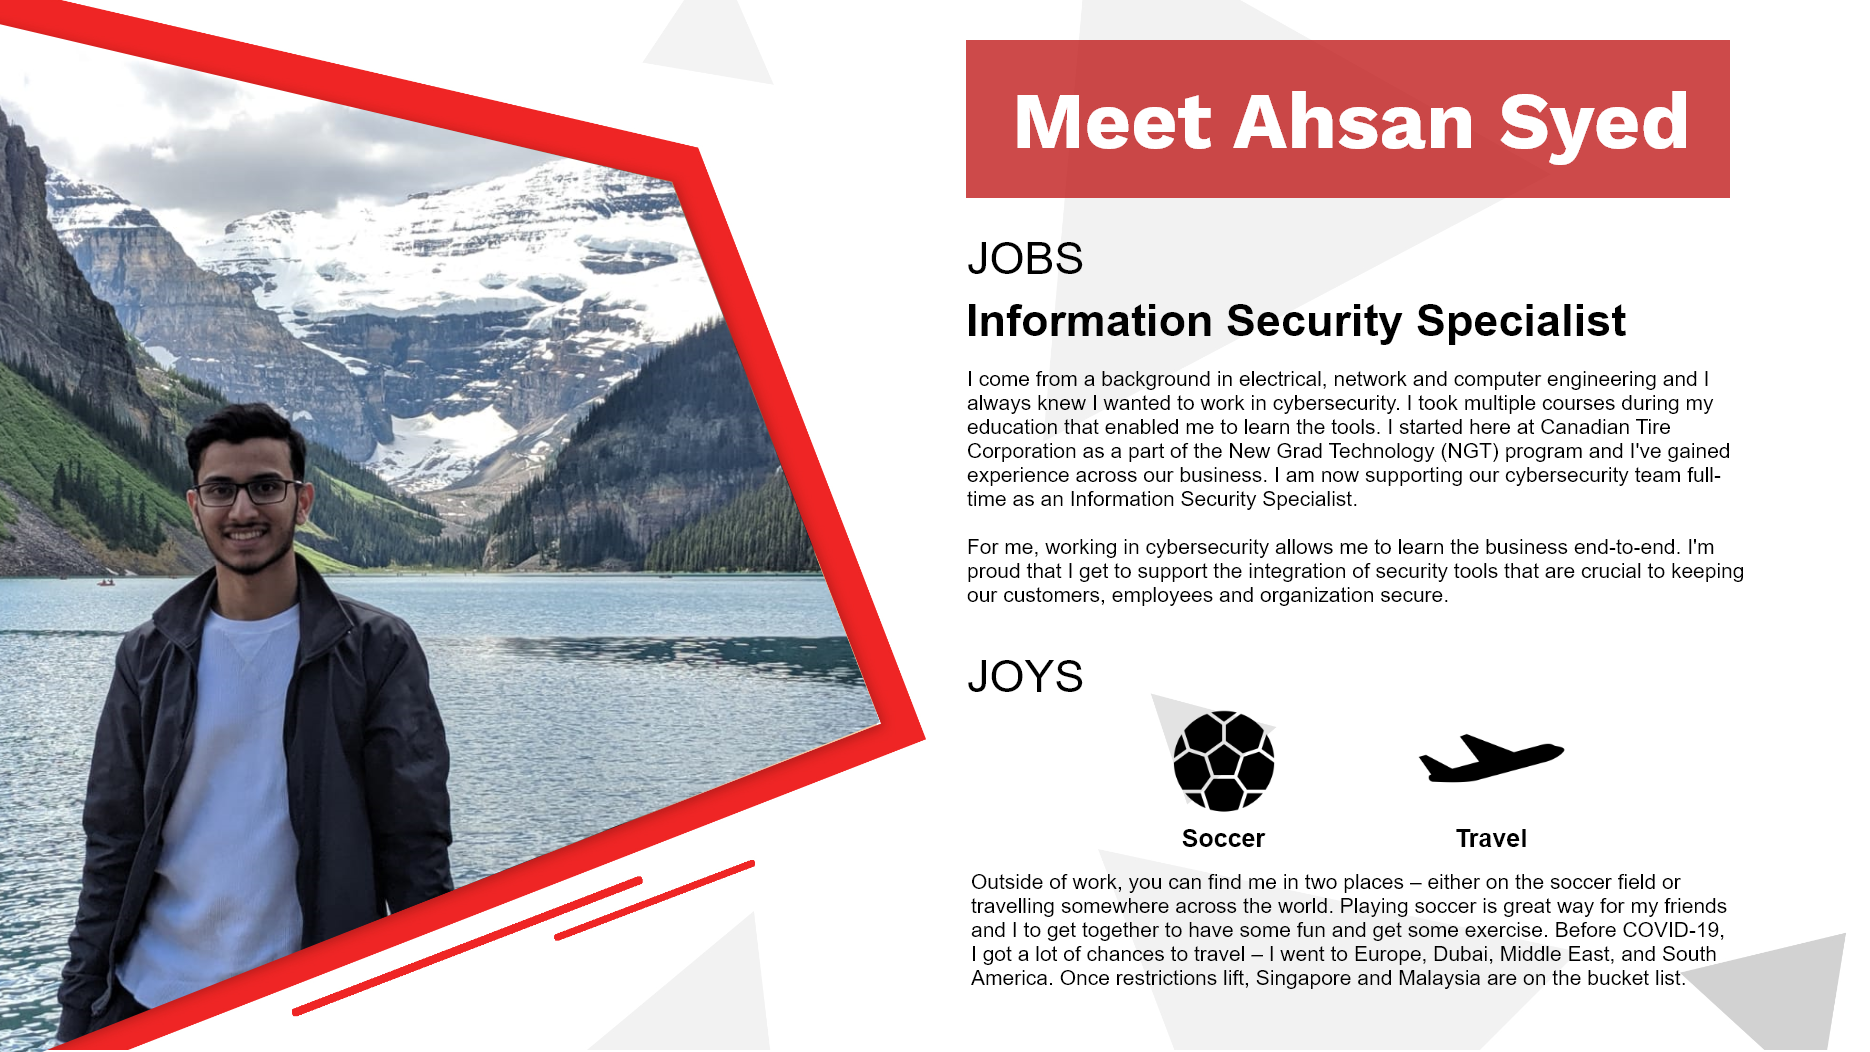 Meet Ahsan Syed
JOBS
Information Security Specialist
I come from a background in electrical, network and computer engineering and I
always knew I wanted to work in cybersecurity. I took multiple courses during my
education that enabled me to learn the tools. I started here at Canadian Tire
Corporation as a part of the New Grad Technology (NGT) program and I've gained
experience across our business. I am now supporting our cybersecurity team full-
time as an Information Security Specialist.
For me, working in cybersecurity allows me to learn the business end-to-end. I'm
proud that I get to support the integration of security tools that are crucial to keeping
our customers, employees and organization secure.
JOYS
Soccer
Travel
Outside of work, you can find me in two places – either on the soccer field or
travelling somewhere across the world. Playing soccer is great way for my friends
and I to get together to have some fun and get some exercise. Before COVID-19,
I got a lot of chances to travel – I went to Europe, Dubai, Middle East, and South
America. Once restrictions lift, Singapore and Malaysia are on the bucket list.